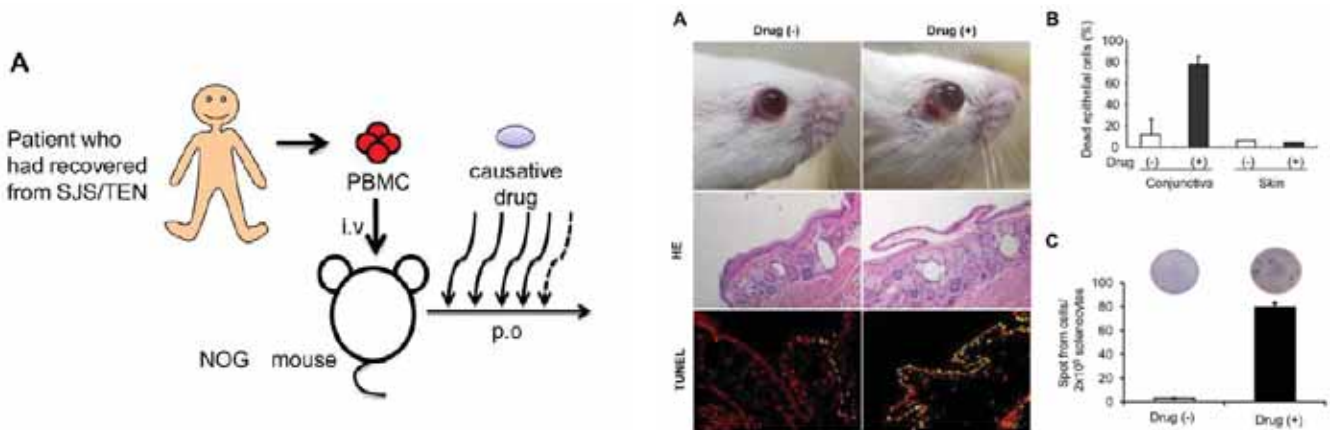 A
Patient who
had recovered
from SJS/TEN
PBMC
i.v
causative
drug
p.o
NOG mouse
A
Drug (-)
Drug (+)
HE
TUNEL
B
Dead epithelial cells (%)
100
80
60
40
20
0
Drug (-) (+) (-) (+)
Conjunctiva Skin
C
Spot from cells/
2x10⁵ splenocytes
100
80
60
40
20
0
Drug (-) Drug (+)